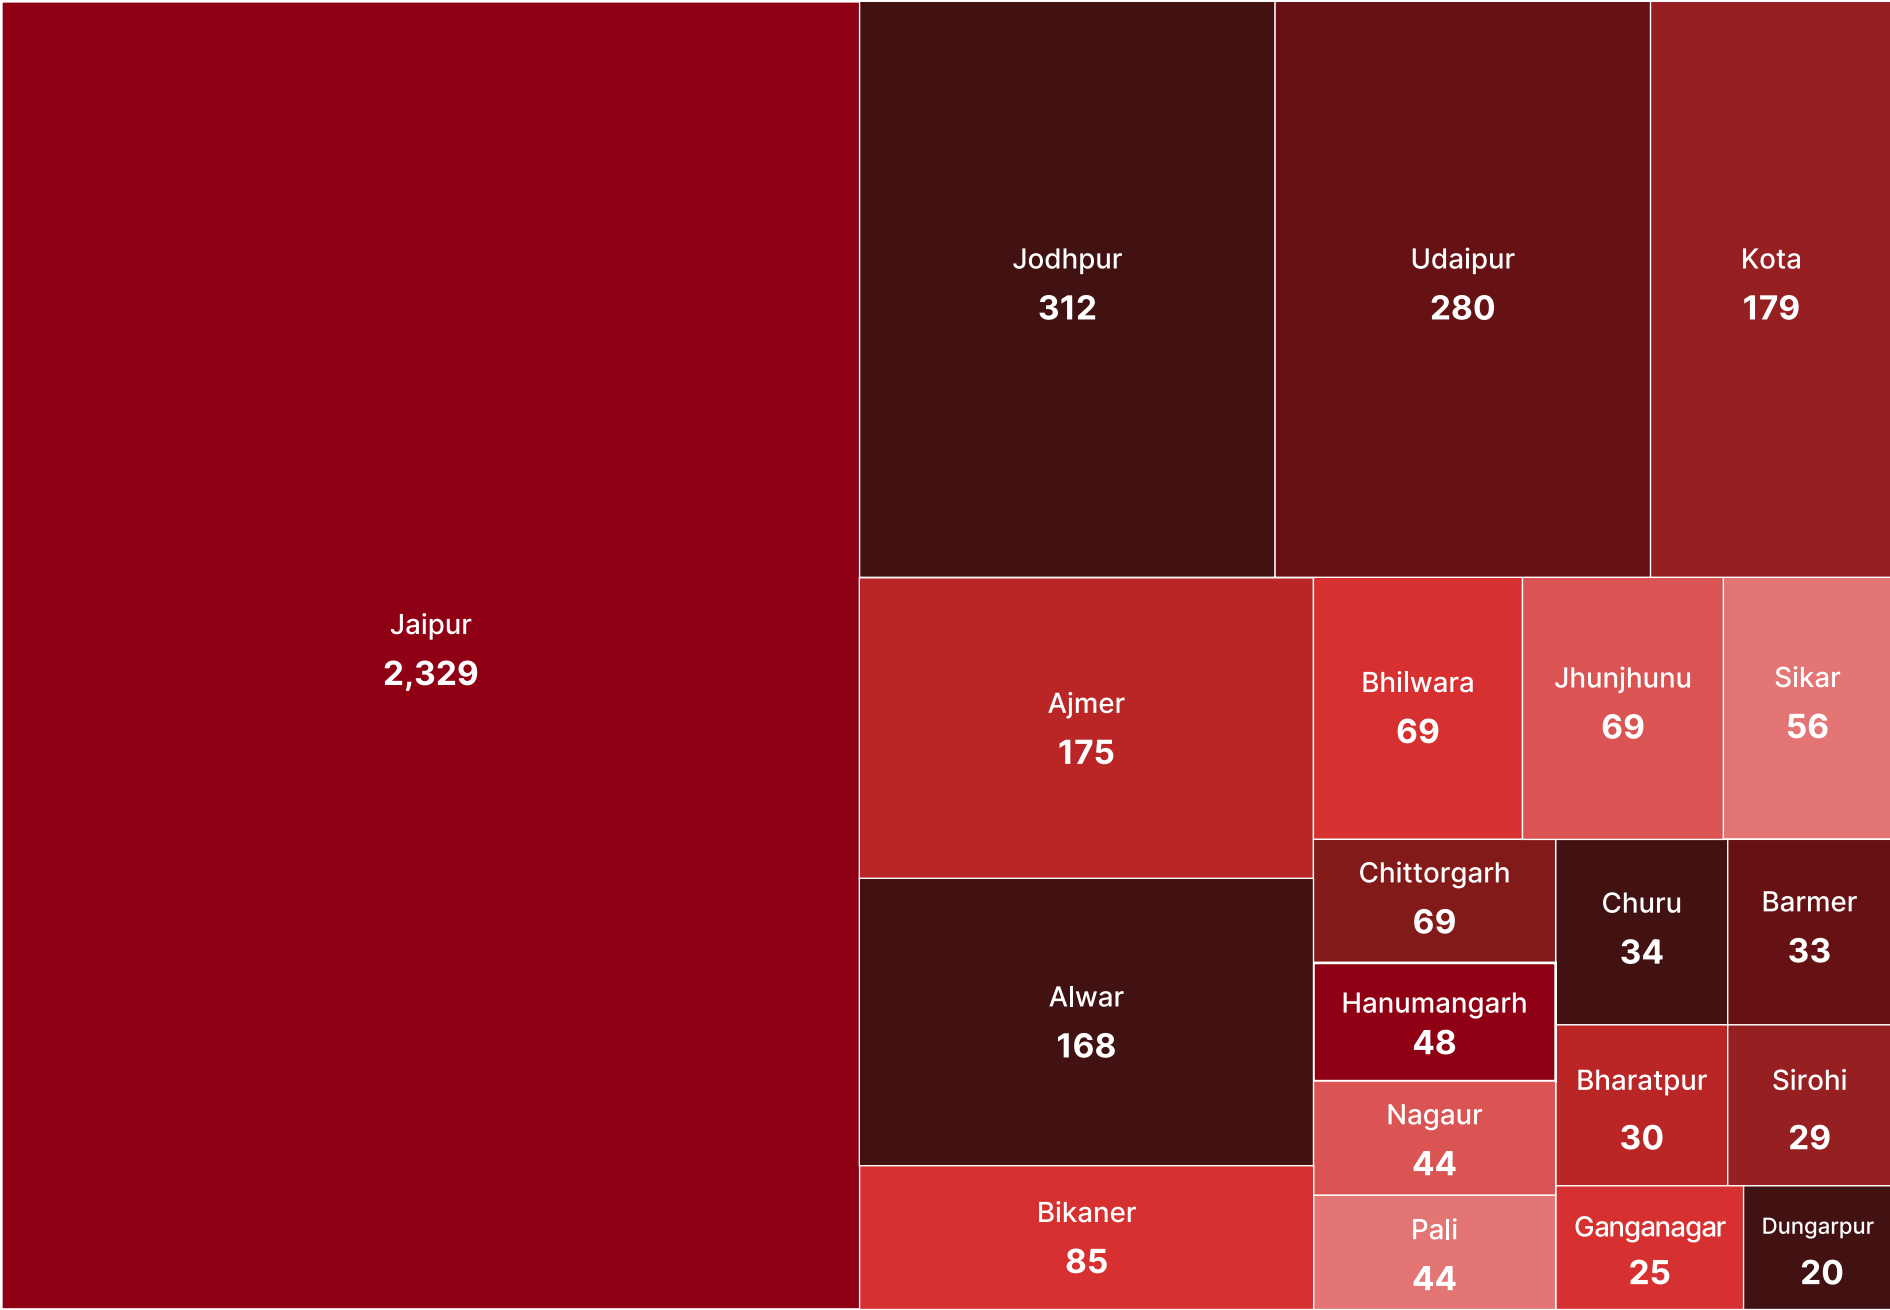 Jaipur
2,329
Jodhpur
312
Udaipur
280
Kota
179
Ajmer
175
Bhilwara
69
Jhunjhunu
69
Sikar
56
Alwar
168
Chittorgarh
69
Churu
34
Barmer
33
Hanumangarh
48
Bharatpur
30
Sirohi
29
Nagaur
44
Bikaner
85
Pali
44
Ganganagar
25
Dungarpur
20